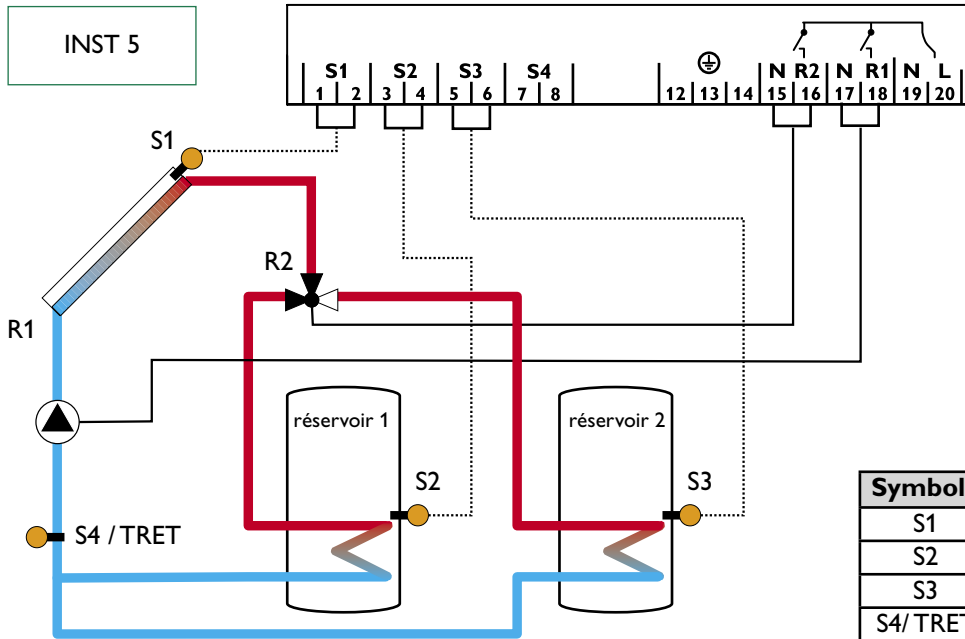 INST 5
S1 S2 S3 S4 N R2 N R1 N L
1 2 3 4 5 6 7 8 12 13 14 15 16 17 18 19 20
S1
R2
R1
réservoir 1
réservoir 2
S2
S3
S4 / TRET
Symbol
S1
S2
S3
S4/ TRET